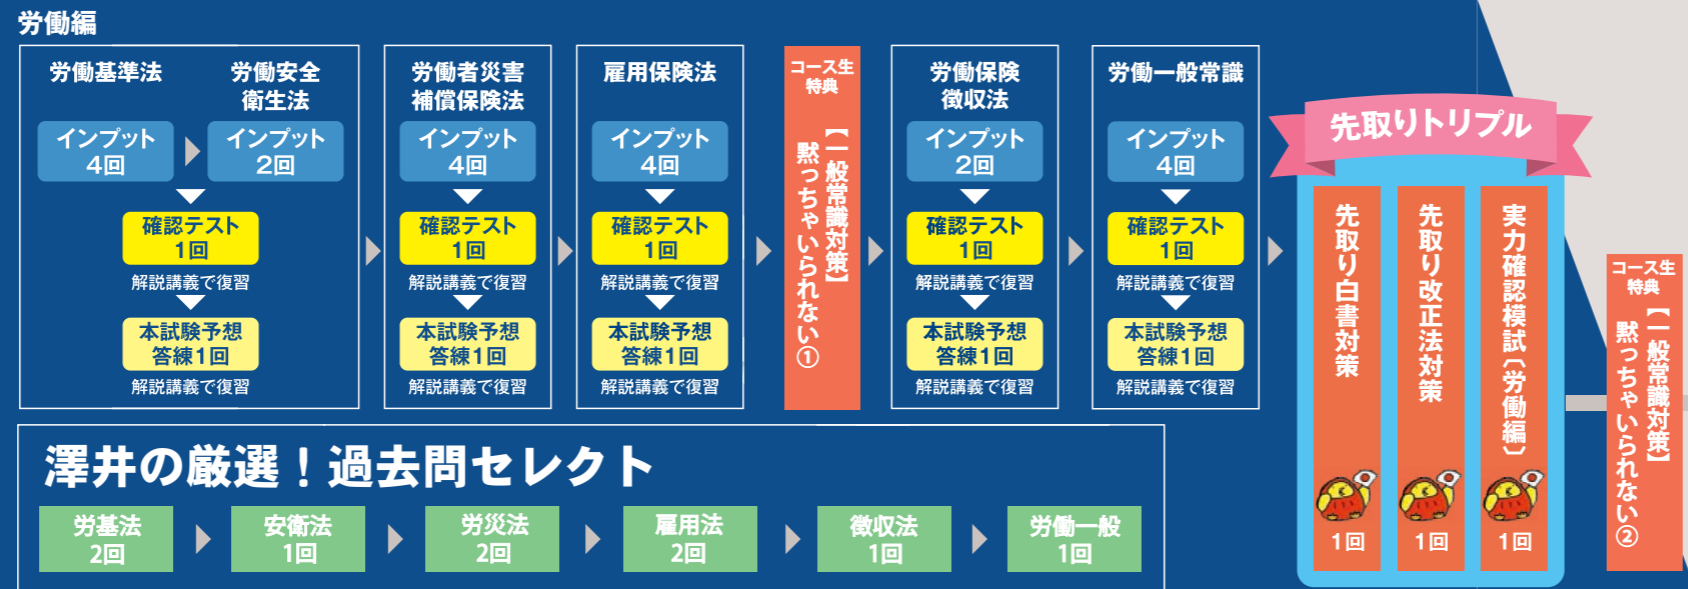 労働編
労働基準法
インプット
4回
労働安全
衛生法
インプット
2回
確認テスト
1回
解説講義で復習
本試験予想
答練1回
解説講義で復習
労働者災害
補償保険法
インプット
4回
確認テスト
1回
解説講義で復習
本試験予想
答練1回
解説講義で復習
雇用保険法
インプット
4回
確認テスト
1回
解説講義で復習
本試験予想
答練1回
解説講義で復習
コース生
特典
【一般常識対策】
黙っちゃいられない①
労働保険
徴収法
インプット
2回
確認テスト
1回
解説講義で復習
本試験予想
答練1回
解説講義で復習
労働一般常識
インプット
4回
確認テスト
1回
解説講義で復習
本試験予想
答練1回
解説講義で復習
先取りトリプル
先取り白書対策
1回
先取り改正法対策
1回
実力確認模試〔労働編〕
1回
コース生
特典
【一般常識対策】
黙っちゃいられない②
澤井の厳選！過去問セレクト
労基法
2回
安衛法
1回
労災法
2回
雇用法
2回
徴収法
1回
労働一般
1回